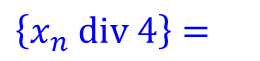 {xₙ div 4} =